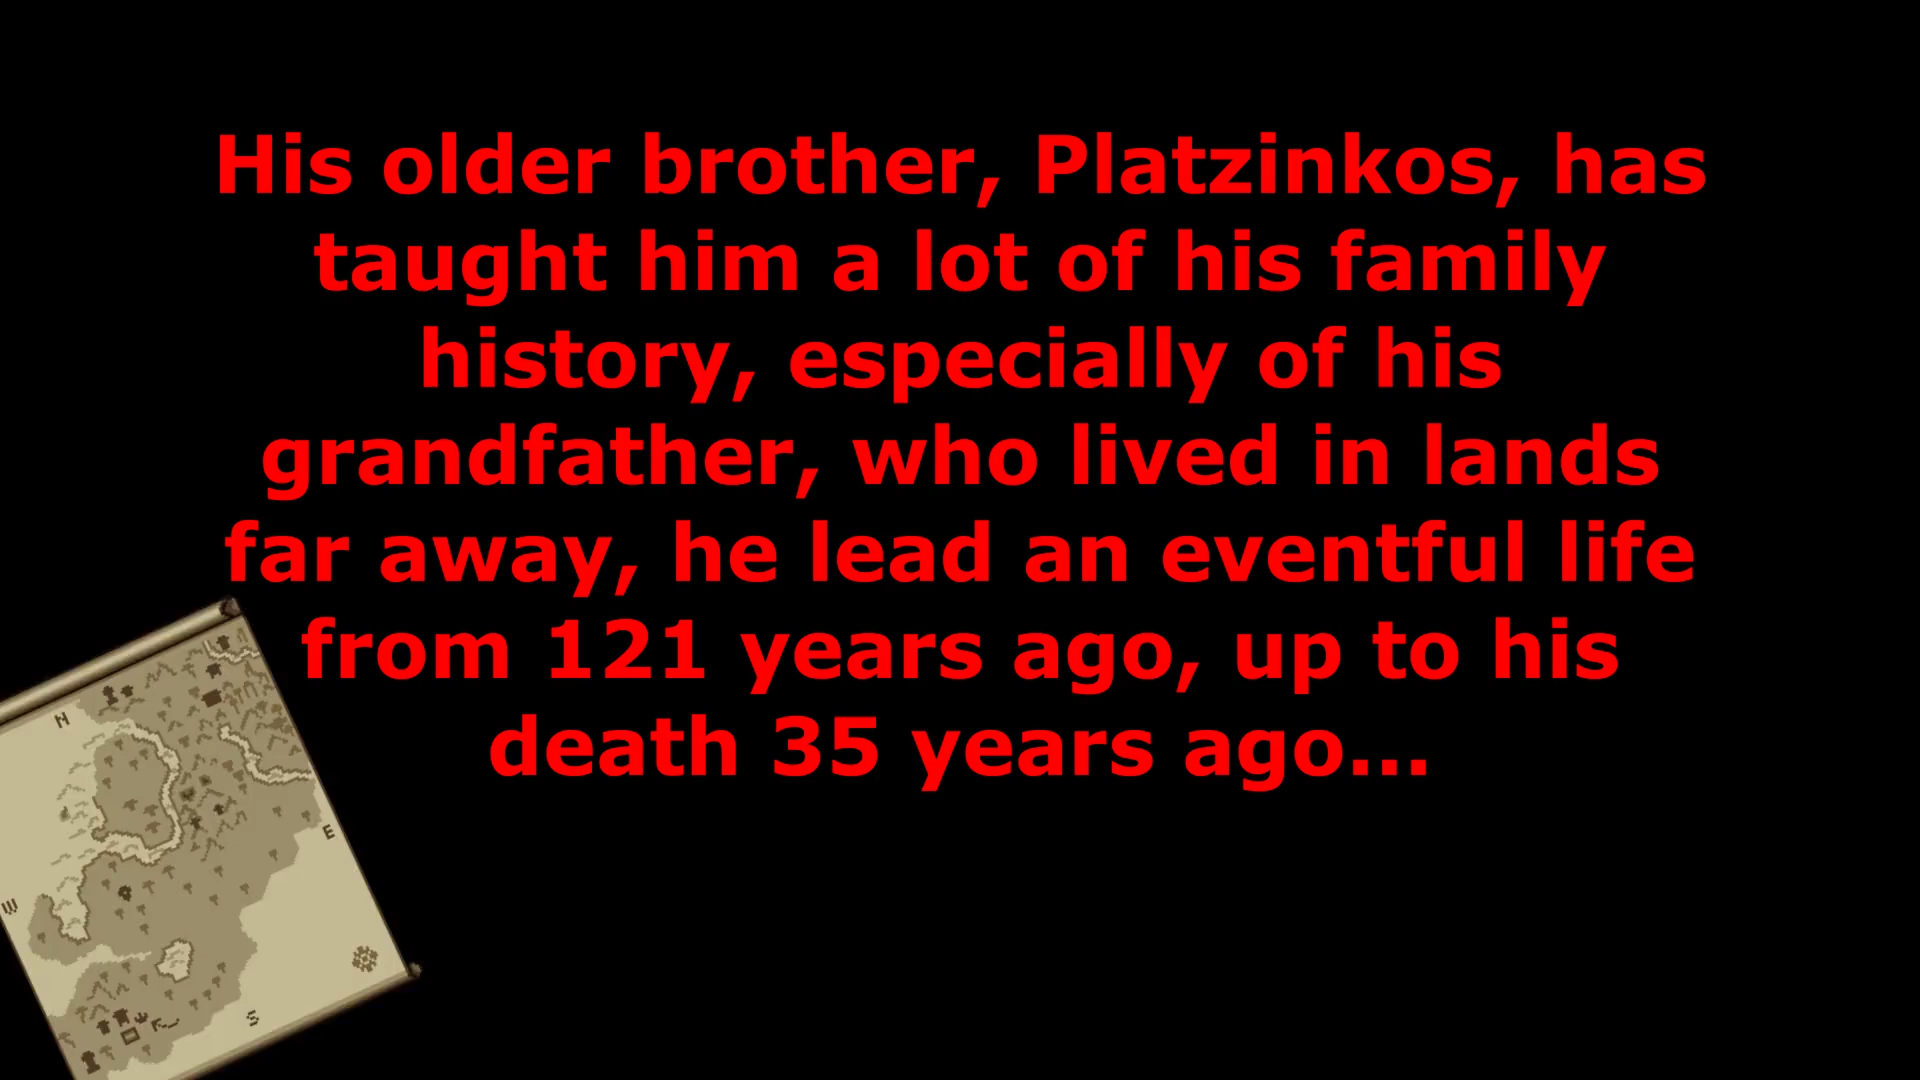 His older brother, Platzinkos, has
taught him a lot of his family
history, especially of his
grandfather, who lived in lands
far away, he lead an eventful life
from 121 years ago, up to his
death 35 years ago...
N
E
W
S